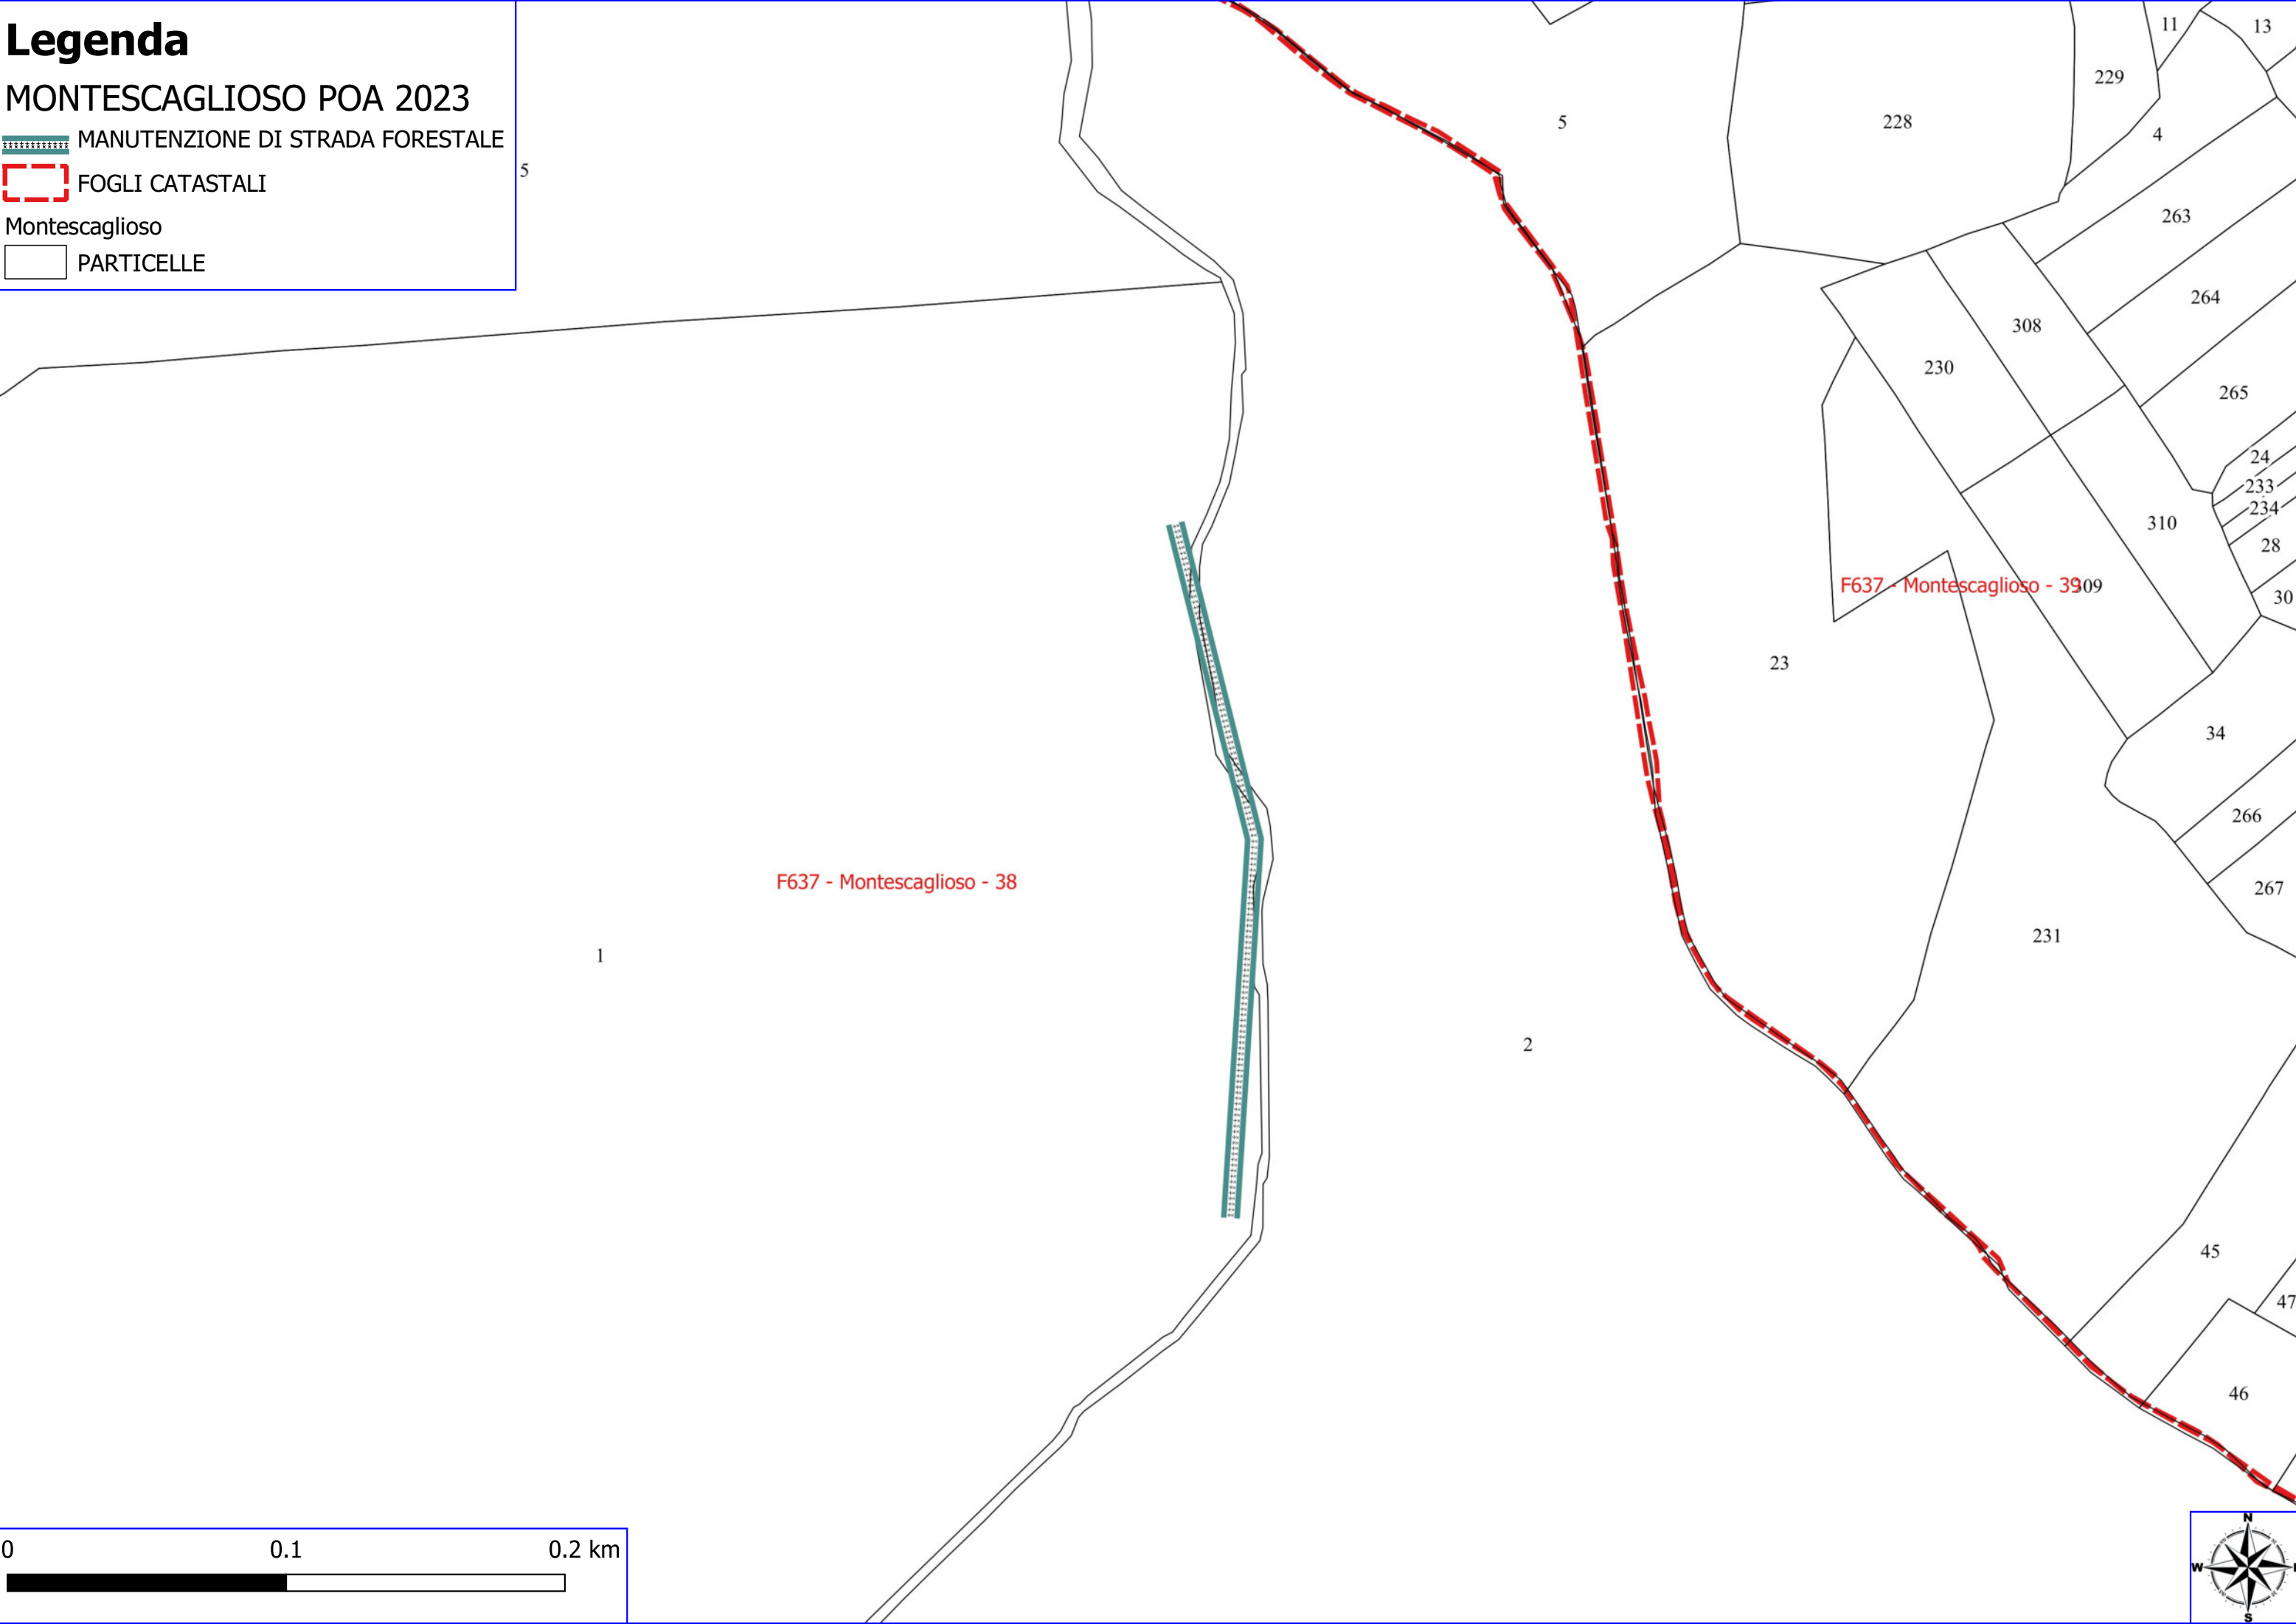 Legenda
MONTESCAGLIOSO POA 2023
MANUTENZIONE DI STRADA FORESTALE
FOGLI CATASTALI
Montescaglioso
PARTICELLE
5
5
228
229
11
13
4
263
264
308
230
265
24
233
234
310
28
F637 - Montescaglioso - 39
309
30
23
34
266
F637 - Montescaglioso - 38
267
231
1
2
45
47
46
0 0.1 0.2 km
N
W
S